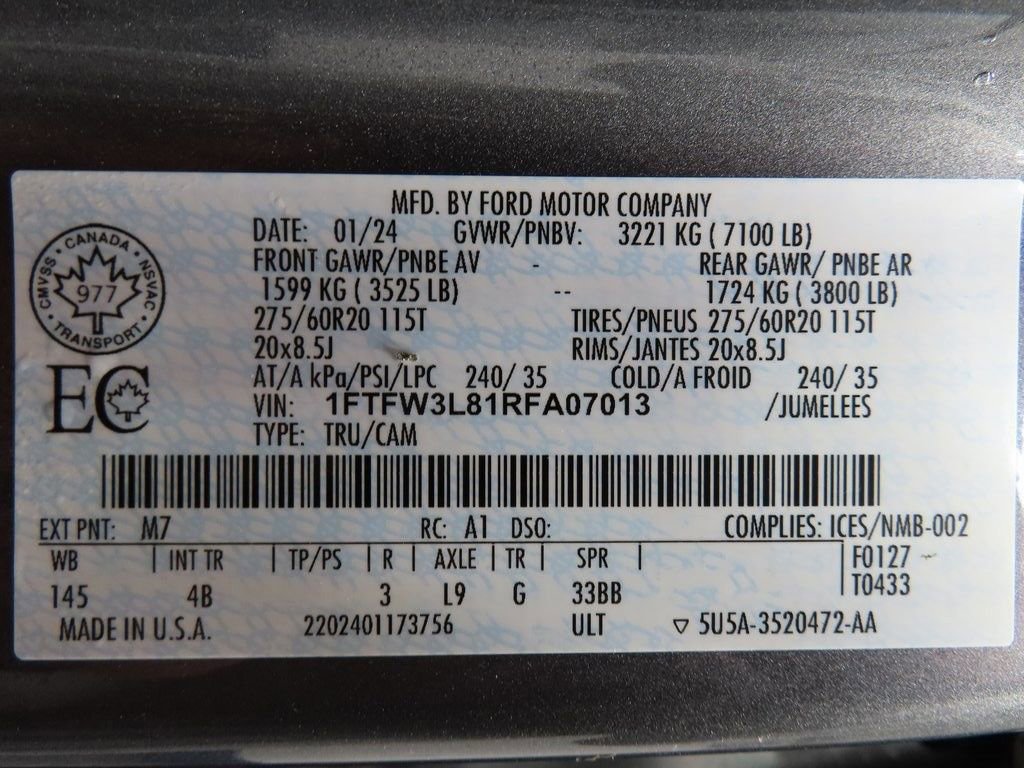 MFD. BY FORD MOTOR COMPANY
DATE: 01/24 GVWR/PNBV: 3221 KG ( 7100 LB)
FRONT GAWR/PNBE AV - REAR GAWR/ PNBE AR
1599 KG ( 3525 LB) -- 1724 KG ( 3800 LB)
275/60R20 115T TIRES/PNEUS 275/60R20 115T
20x8.5J RIMS/JANTES 20x8.5J
AT/A kPa/PSI/LPC 240/ 35 COLD/A FROID 240/ 35
VIN: 1FTFW3L81RFA07013 /JUMELEES
TYPE: TRU/CAM
CANADA
CMVSS • NSVAC
977
TRANSPORT
EC
EXT PNT: M7 RC: A1 DSO: COMPLIES: ICES/NMB-002
WB | INT TR | TP/PS | R | AXLE | TR | SPR | F0127
145 4B 3 L9 G 33BB T0433
MADE IN U.S.A. 2202401173756 ULT ▽ 5U5A-3520472-AA